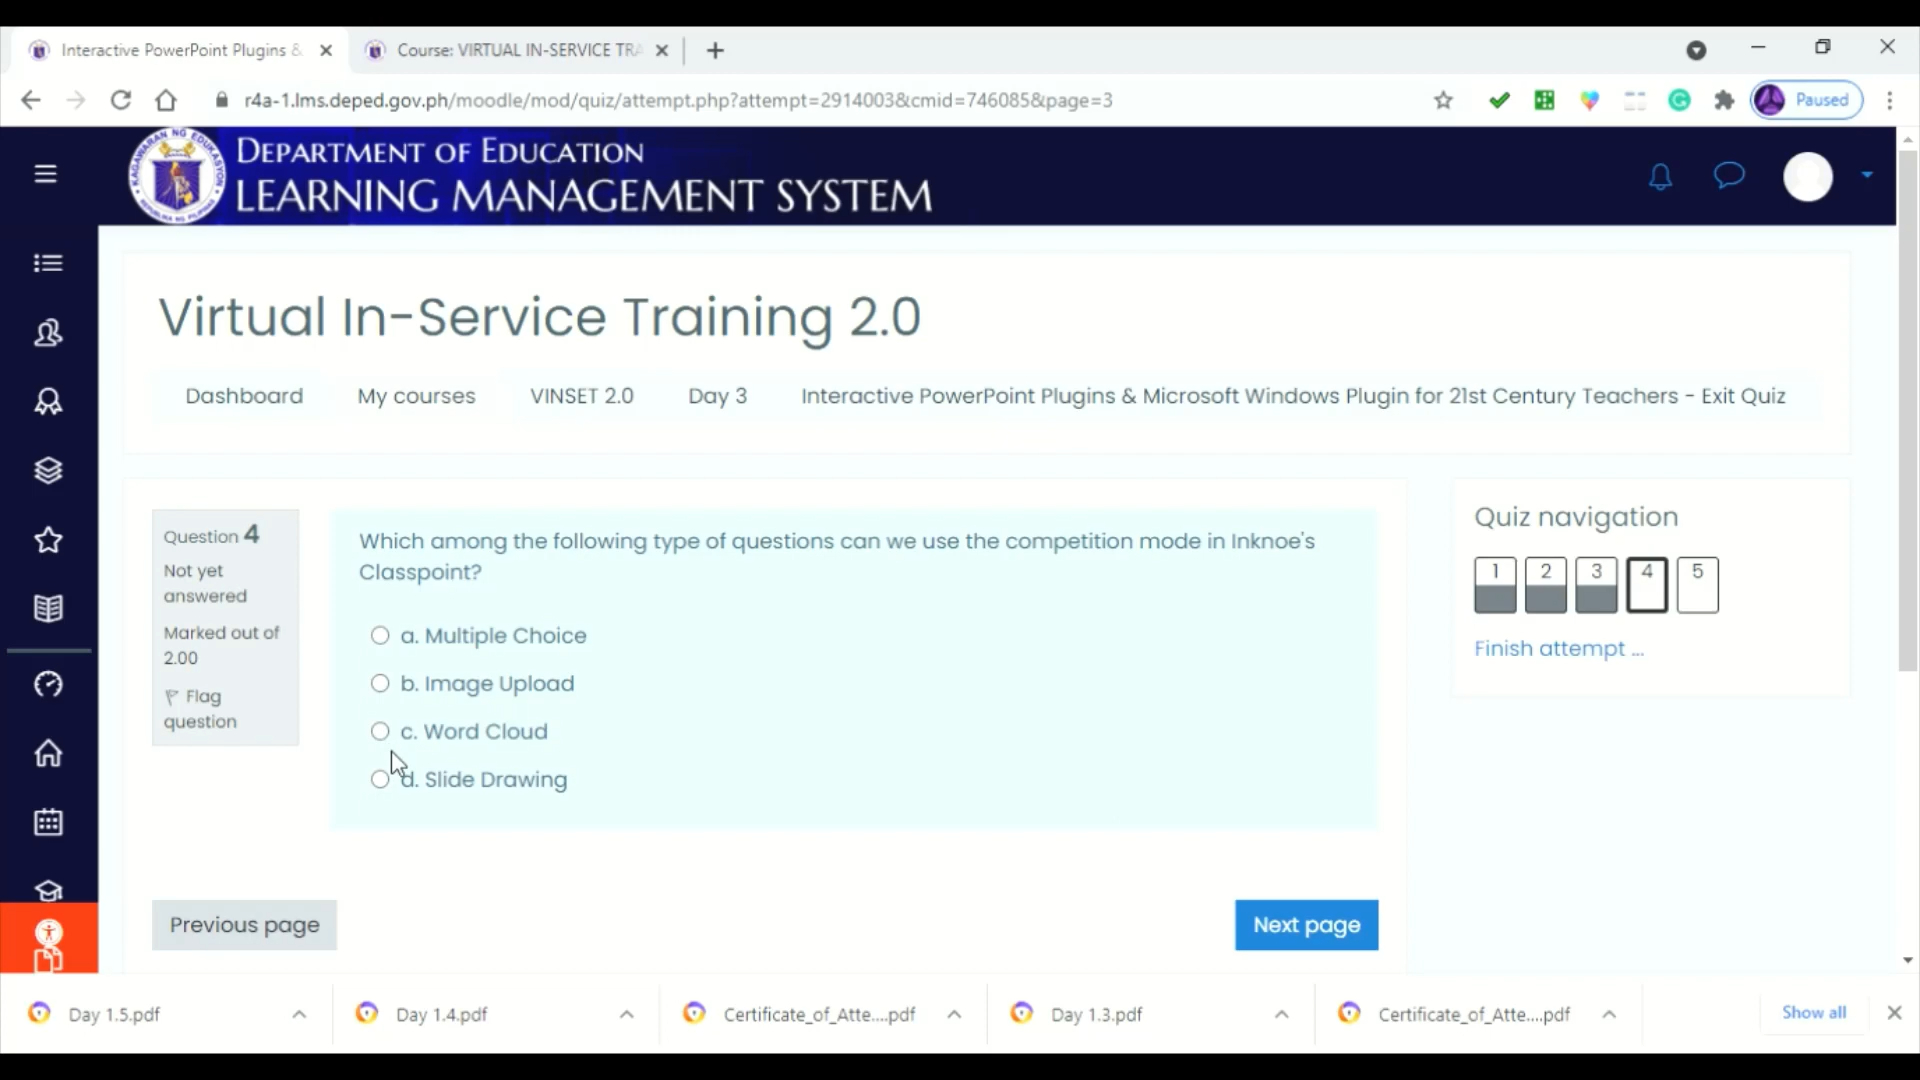 Interactive PowerPoint Plugins &
Course: VIRTUAL IN-SERVICE TRA
r4a-1.lms.deped.gov.ph/moodle/mod/quiz/attempt.php?attempt=2914003&cmid=746085&page=3
Paused
DEPARTMENT OF EDUCATION
LEARNING MANAGEMENT SYSTEM
KAGAWARAN NG EDUKASYON
REPUBLIKA NG PILIPINAS
Virtual In-Service Training 2.0
Dashboard My courses VINSET 2.0 Day 3 Interactive PowerPoint Plugins & Microsoft Windows Plugin for 21st Century Teachers - Exit Quiz
Question 4
Not yet
answered
Marked out of
2.00
Flag
question
Which among the following type of questions can we use the competition mode in Inknoe's
Classpoint?
a. Multiple Choice
b. Image Upload
c. Word Cloud
d. Slide Drawing
Previous page
Next page
Quiz navigation
1 2 3 4 5
Finish attempt ...
Day 1.5.pdf
Day 1.4.pdf
Certificate_of_Atte....pdf
Day 1.3.pdf
Certificate_of_Atte....pdf
Show all